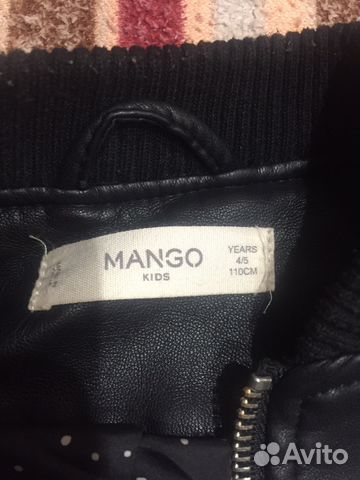 MANGO
KIDS
YEARS
4/5
110CM
Avito